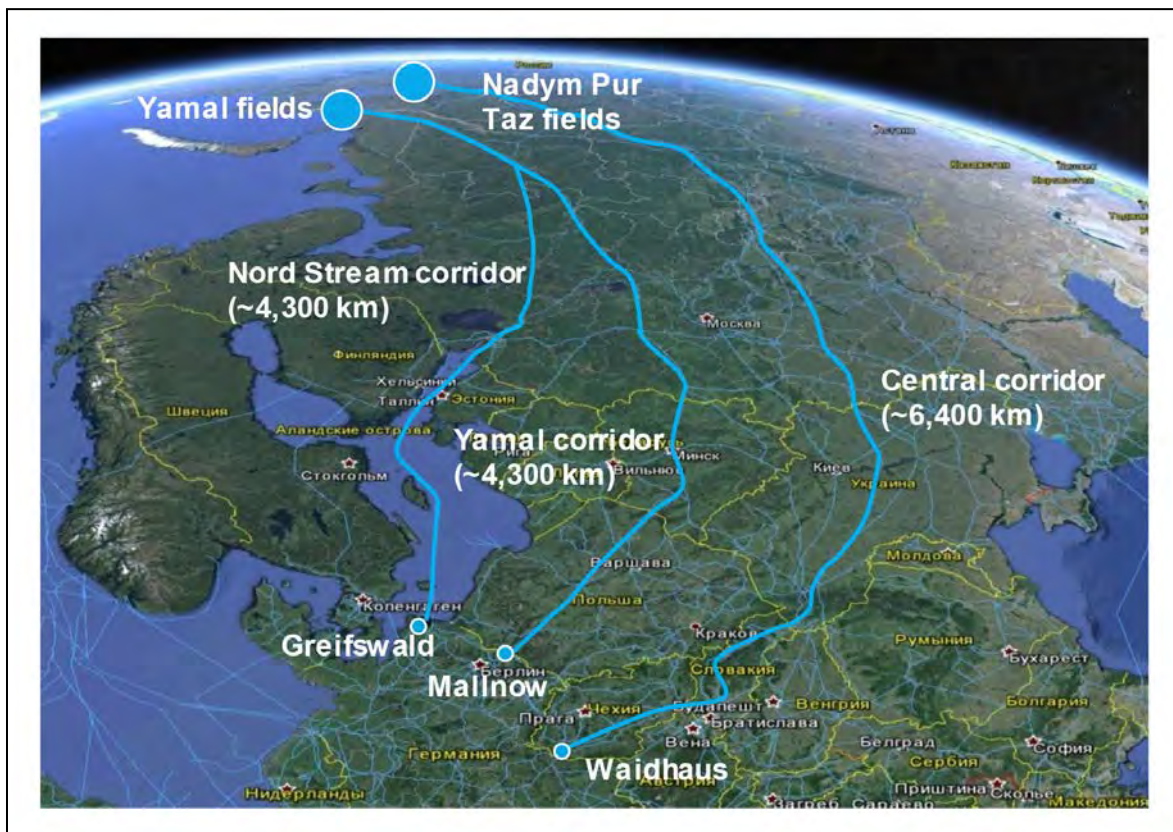 Россия
Yamal fields
Nadym Pur
Taz fields
Астана
Казахстан
Nord Stream corridor
(~4,300 km)
Москва
Финляндия
Хельсинки
Central corridor
(~6,400 km)
Таллин
Эстония
Швеция
Аландские острова
Yamal corridor
(~4,300 km)
Рига
Минск
Вильнюс
Стокгольм
Киев
Украина
Варшава
Молдова
Копенгаген
Польша
Greifswald
Краков
Румыния
Берлин
Словакия
Бухарест
Mallnow
Будапешт
Венгрия
Болгария
Прага
Чехия
Братислава
Вена
Белград
София
Германия
Waidhaus
Сербия
Австрия
Приштина
Скопье
Нидерланды
Загреб
Сараево
Македония